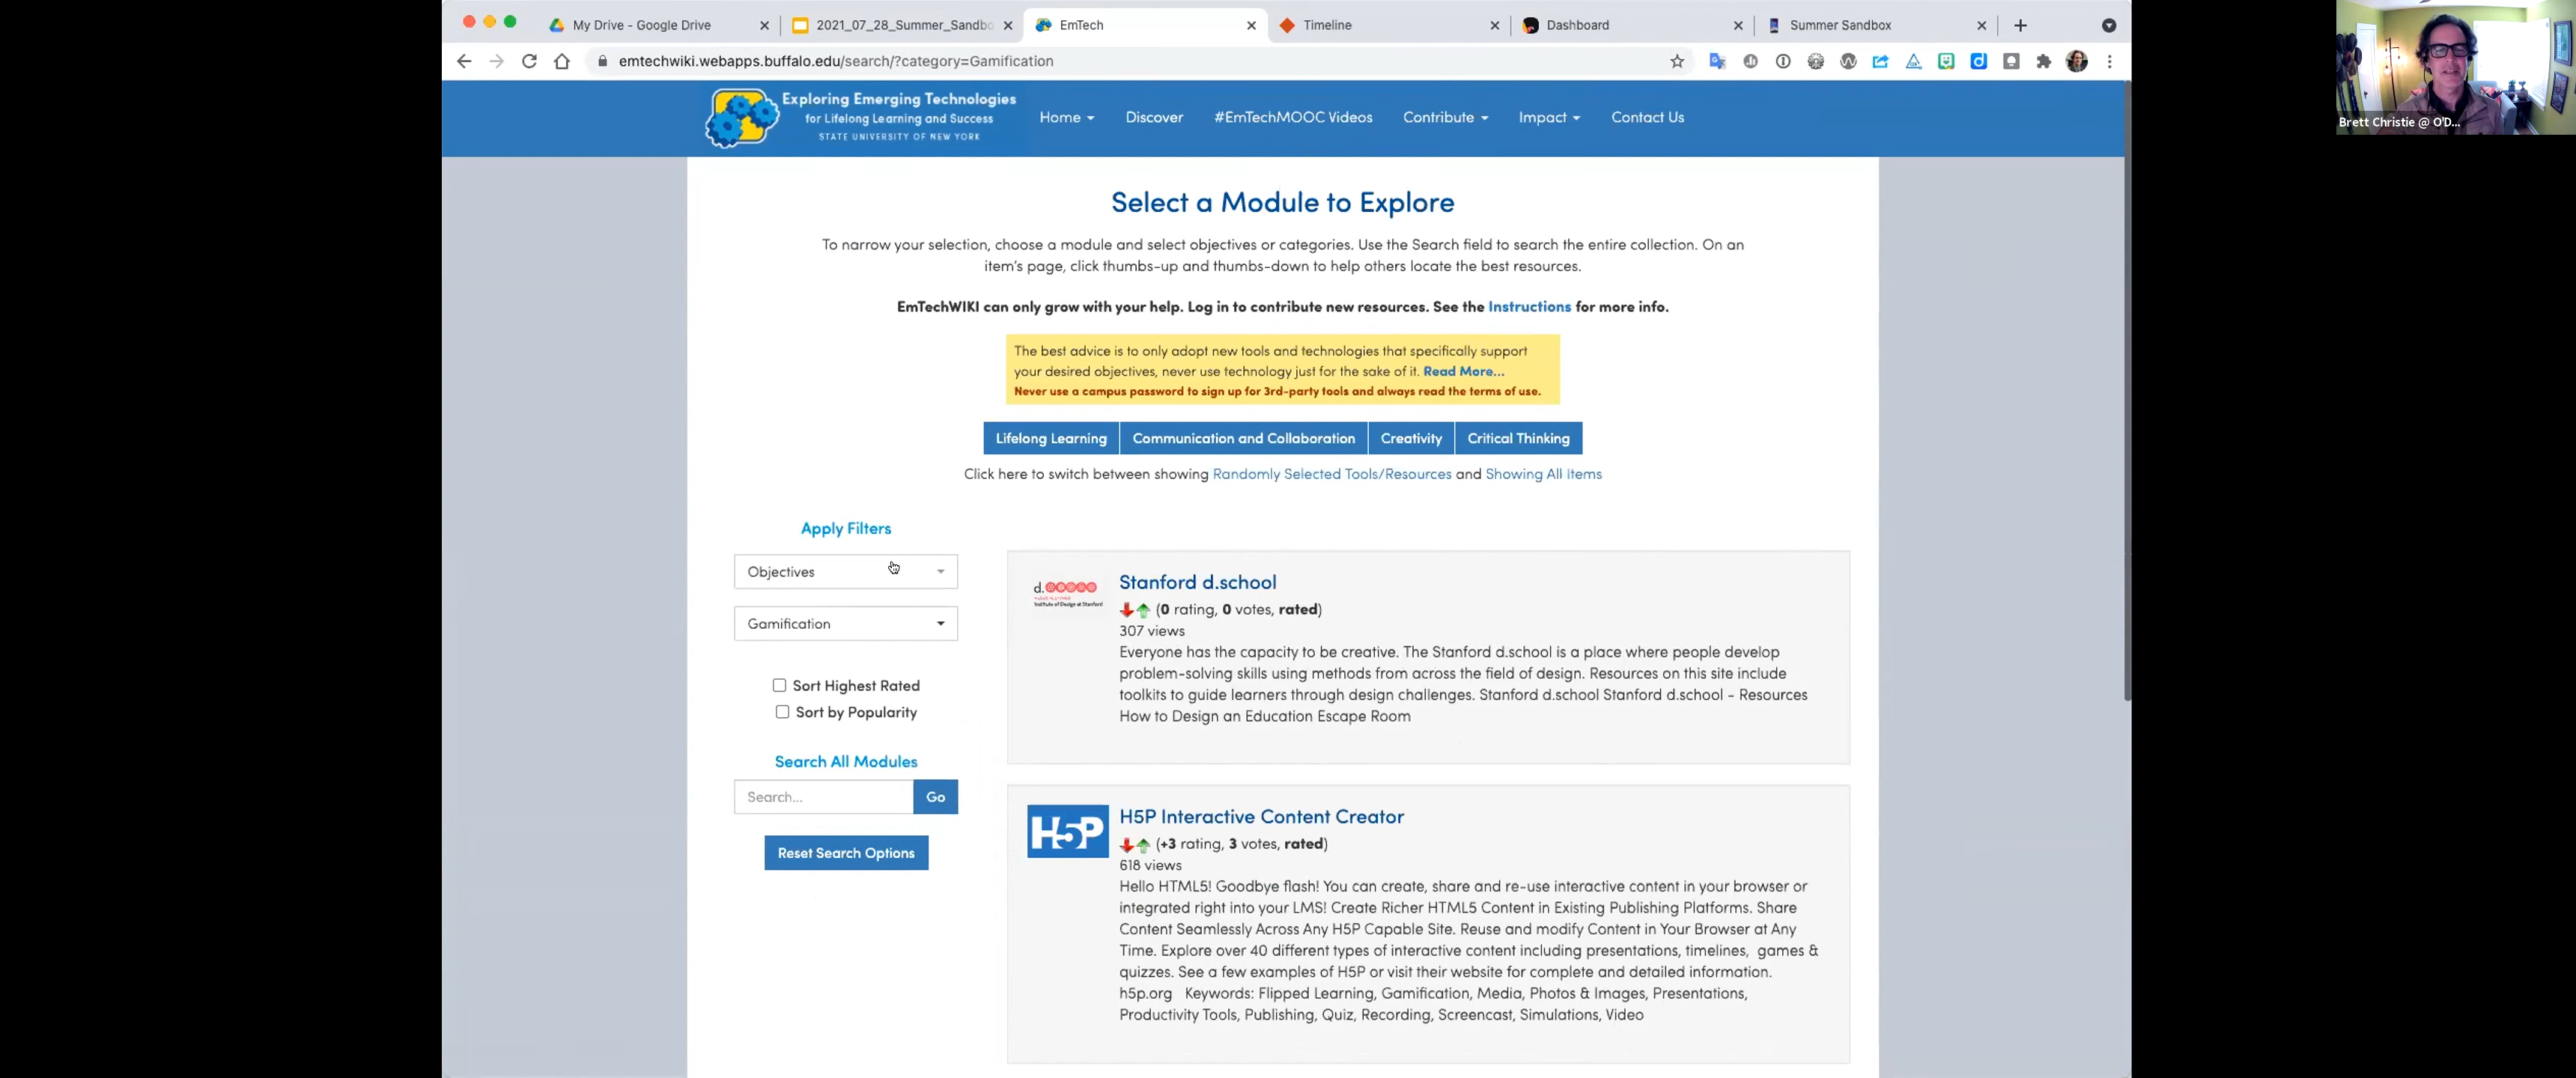 My Drive - Google Drive
2021_07_28_Summer_Sandbo
EmTech
Timeline
Dashboard
Summer Sandbox
emtechwiki.webapps.buffalo.edu/search/?category=Gamification
Brett Christie @ O'D...
Exploring Emerging Technologies
for Lifelong Learning and Success
STATE UNIVERSITY OF NEW YORK
Home Discover #EmTechMOOC Videos Contribute Impact Contact Us
Select a Module to Explore
To narrow your selection, choose a module and select objectives or categories. Use the Search field to search the entire collection. On an
item's page, click thumbs-up and thumbs-down to help others locate the best resources.
EmTechWIKI can only grow with your help. Log in to contribute new resources. See the Instructions for more info.
The best advice is to only adopt new tools and technologies that specifically support
your desired objectives, never use technology just for the sake of it. Read More...
Never use a campus password to sign up for 3rd-party tools and always read the terms of use.
Lifelong Learning Communication and Collaboration Creativity Critical Thinking
Click here to switch between showing Randomly Selected Tools/Resources and Showing All Items
Apply Filters
Objectives
Gamification
Sort Highest Rated
Sort by Popularity
Search All Modules
Search... Go
Reset Search Options
d.
Institute of Design at Stanford
Stanford d.school
(0 rating, 0 votes, rated)
307 views
Everyone has the capacity to be creative. The Stanford d.school is a place where people develop
problem-solving skills using methods from across the field of design. Resources on this site include
toolkits to guide learners through design challenges. Stanford d.school Stanford d.school - Resources
How to Design an Education Escape Room
H5P
H5P Interactive Content Creator
(+3 rating, 3 votes, rated)
618 views
Hello HTML5! Goodbye flash! You can create, share and re-use interactive content in your browser or
integrated right into your LMS! Create Richer HTML5 Content in Existing Publishing Platforms. Share
Content Seamlessly Across Any H5P Capable Site. Reuse and modify Content in Your Browser at Any
Time. Explore over 40 different types of interactive content including presentations, timelines, games &
quizzes. See a few examples of H5P or visit their website for complete and detailed information.
h5p.org Keywords: Flipped Learning, Gamification, Media, Photos & Images, Presentations,
Productivity Tools, Publishing, Quiz, Recording, Screencast, Simulations, Video